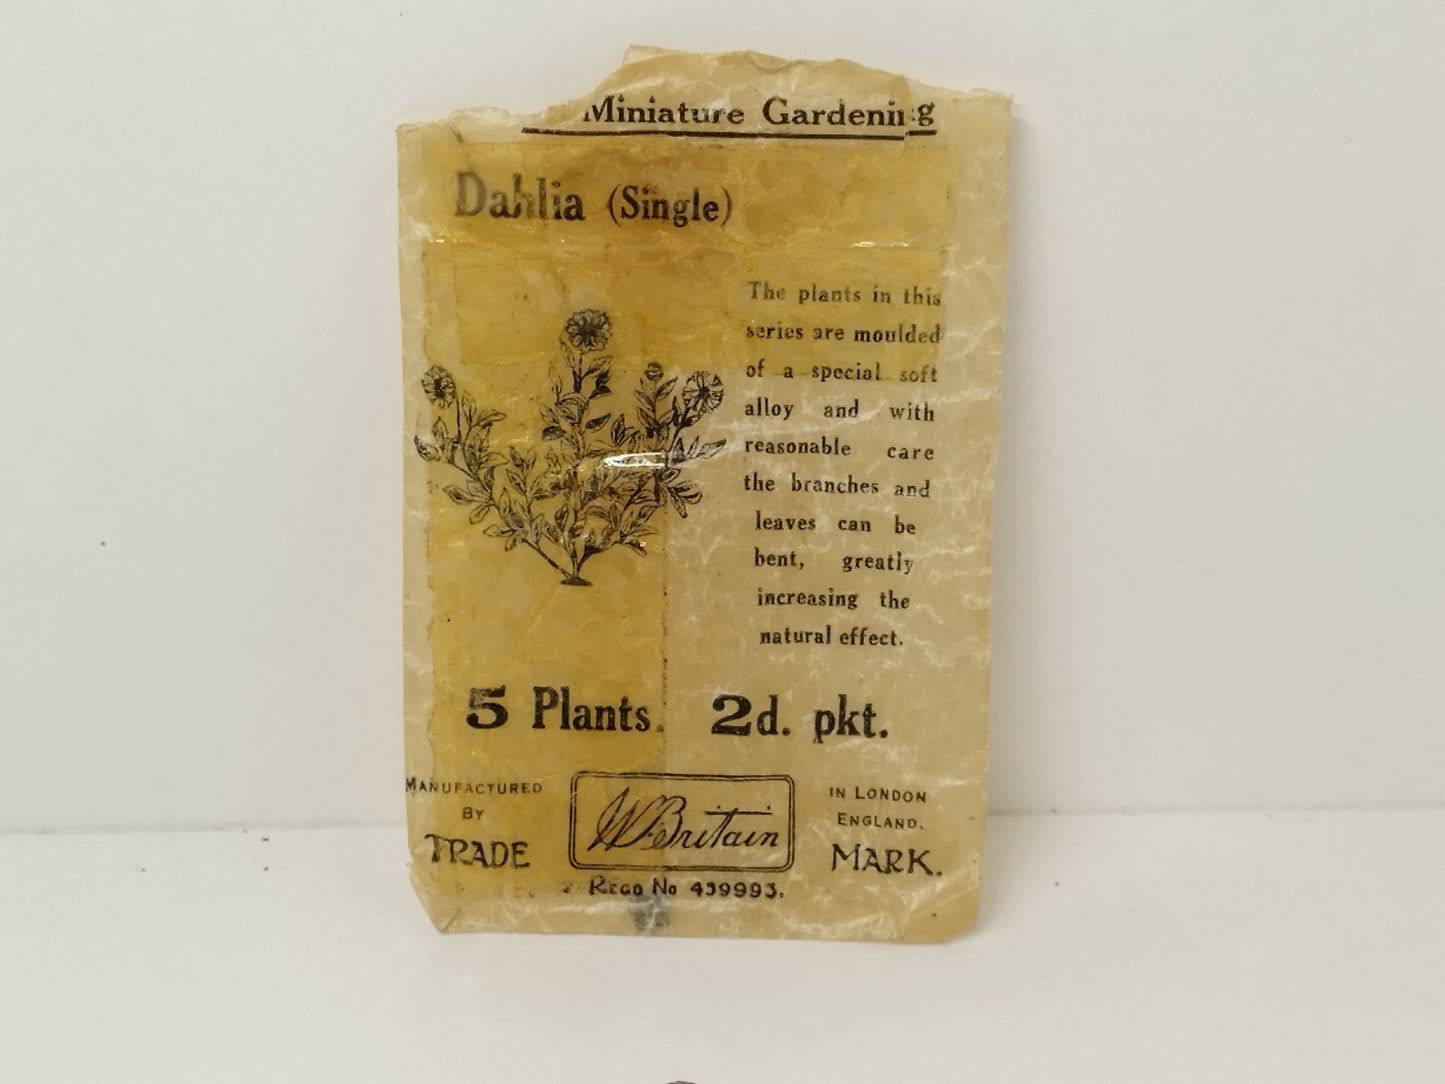 Miniature Gardening
Dahlia (Single)
The plants in this
series are moulded
of a special soft
alloy and with
reasonable care
the branches and
leaves can be
bent, greatly
increasing the
natural effect.
5 Plants. 2d. pkt.
MANUFACTURED
BY
TRADE
W. Britain
IN LONDON
ENGLAND.
MARK.
REGD No 459993.